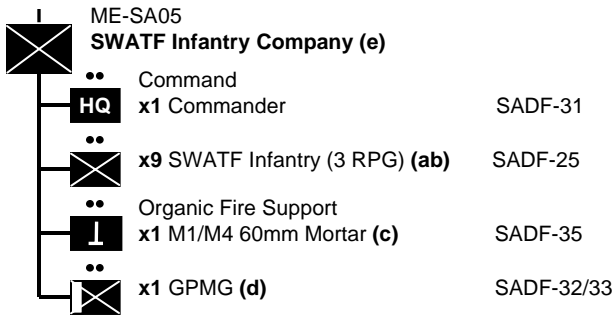 ME-SA05
SWATF Infantry Company (e)
Command
HQ x1 Commander SADF-31
x9 SWATF Infantry (3 RPG) (ab) SADF-25
Organic Fire Support
x1 M1/M4 60mm Mortar (c) SADF-35
x1 GPMG (d) SADF-32/33